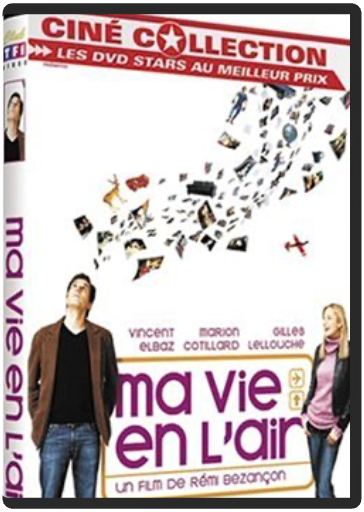 CINÉ COLLECTION
LES DVD STARS AU MEILLEUR PRIX
TF1
VIDEO
ma vie en l'air
VINCENT ELBAZ
MARION COTILLARD
GILLES LELLOUCHE
ma vie
en l'air
UN FILM DE RÉMI BEZANÇON